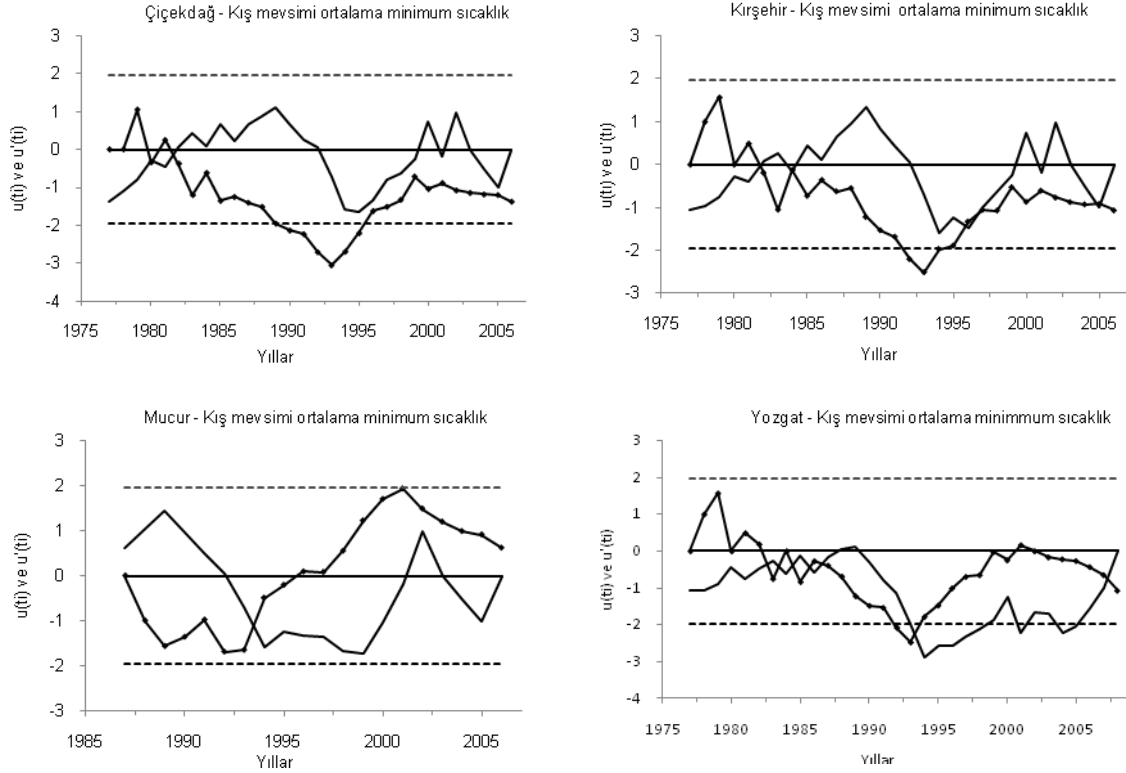 Çiçekdağ - Kış mevsimi ortalama minimum sıcaklık
3
2
1
0
-1
-2
-3
-4
u(ti) ve u'(ti)
1975 1980 1985 1990 1995 2000 2005
Yıllar
Kırşehir - Kış mevsimi ortalama minimum sıcaklık
3
2
1
0
-1
-2
-3
u(ti) ve u'(ti)
1975 1980 1985 1990 1995 2000 2005
Yıllar
Mucur - Kış mevsimi ortalama minimum sıcaklık
3
2
1
0
-1
-2
-3
u(ti) ve u'(ti)
1985 1990 1995 2000 2005
Yıllar
Yozgat - Kış mevsimi ortalama minimmum sıcaklık
3
2
1
0
-1
-2
-3
-4
u(ti) ve u'(ti)
1975 1980 1985 1990 1995 2000 2005
Yıllar